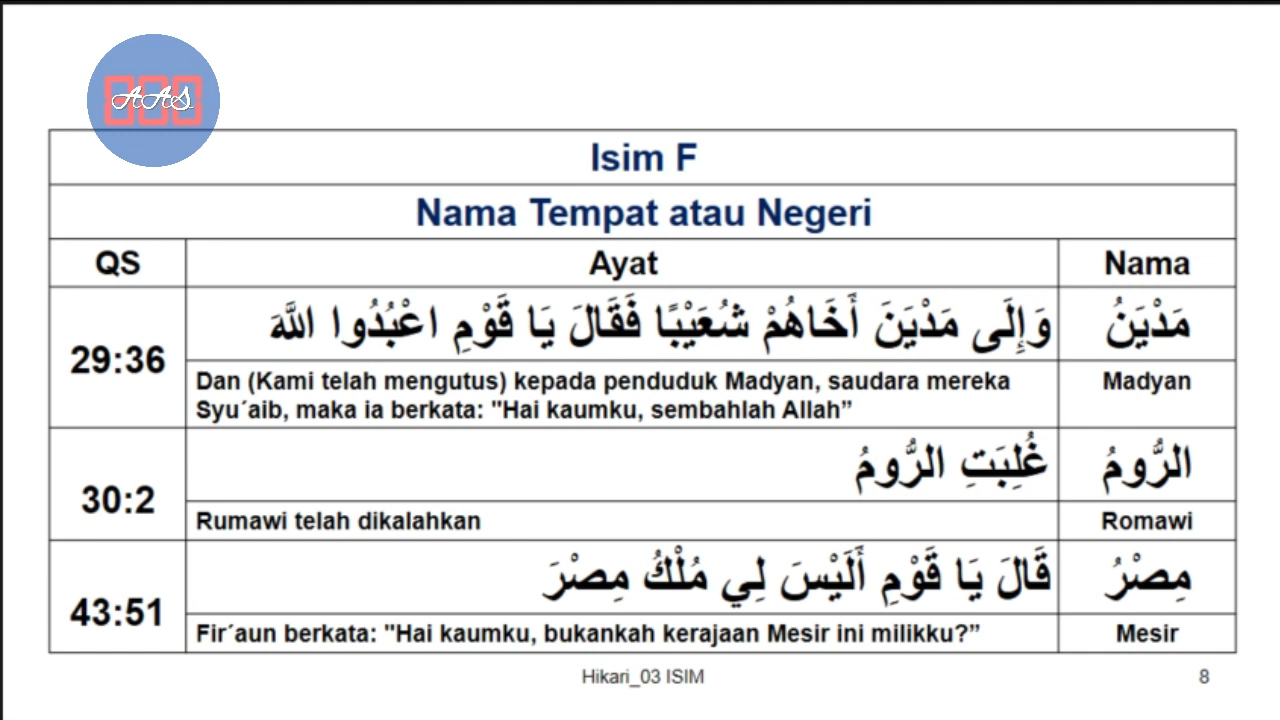 AAS
Isim F
Nama Tempat atau Negeri
QS Ayat Nama
29:36
وَإِلَى مَدْيَنَ أَخَاهُمْ شُعَيْبًا فَقَالَ يَا قَوْمِ اعْبُدُوا اللَّهَ
مَدْيَنُ
Dan (Kami telah mengutus) kepada penduduk Madyan, saudara mereka
Syu´aib, maka ia berkata: "Hai kaumku, sembahlah Allah”
Madyan
30:2
غُلِبَتِ الرُّومُ
الرُّومُ
Rumawi telah dikalahkan
Romawi
43:51
قَالَ يَا قَوْمِ أَلَيْسَ لِي مُلْكُ مِصْرَ
مِصْرُ
Fir´aun berkata: "Hai kaumku, bukankah kerajaan Mesir ini milikku?”
Mesir
Hikari_03 ISIM 8